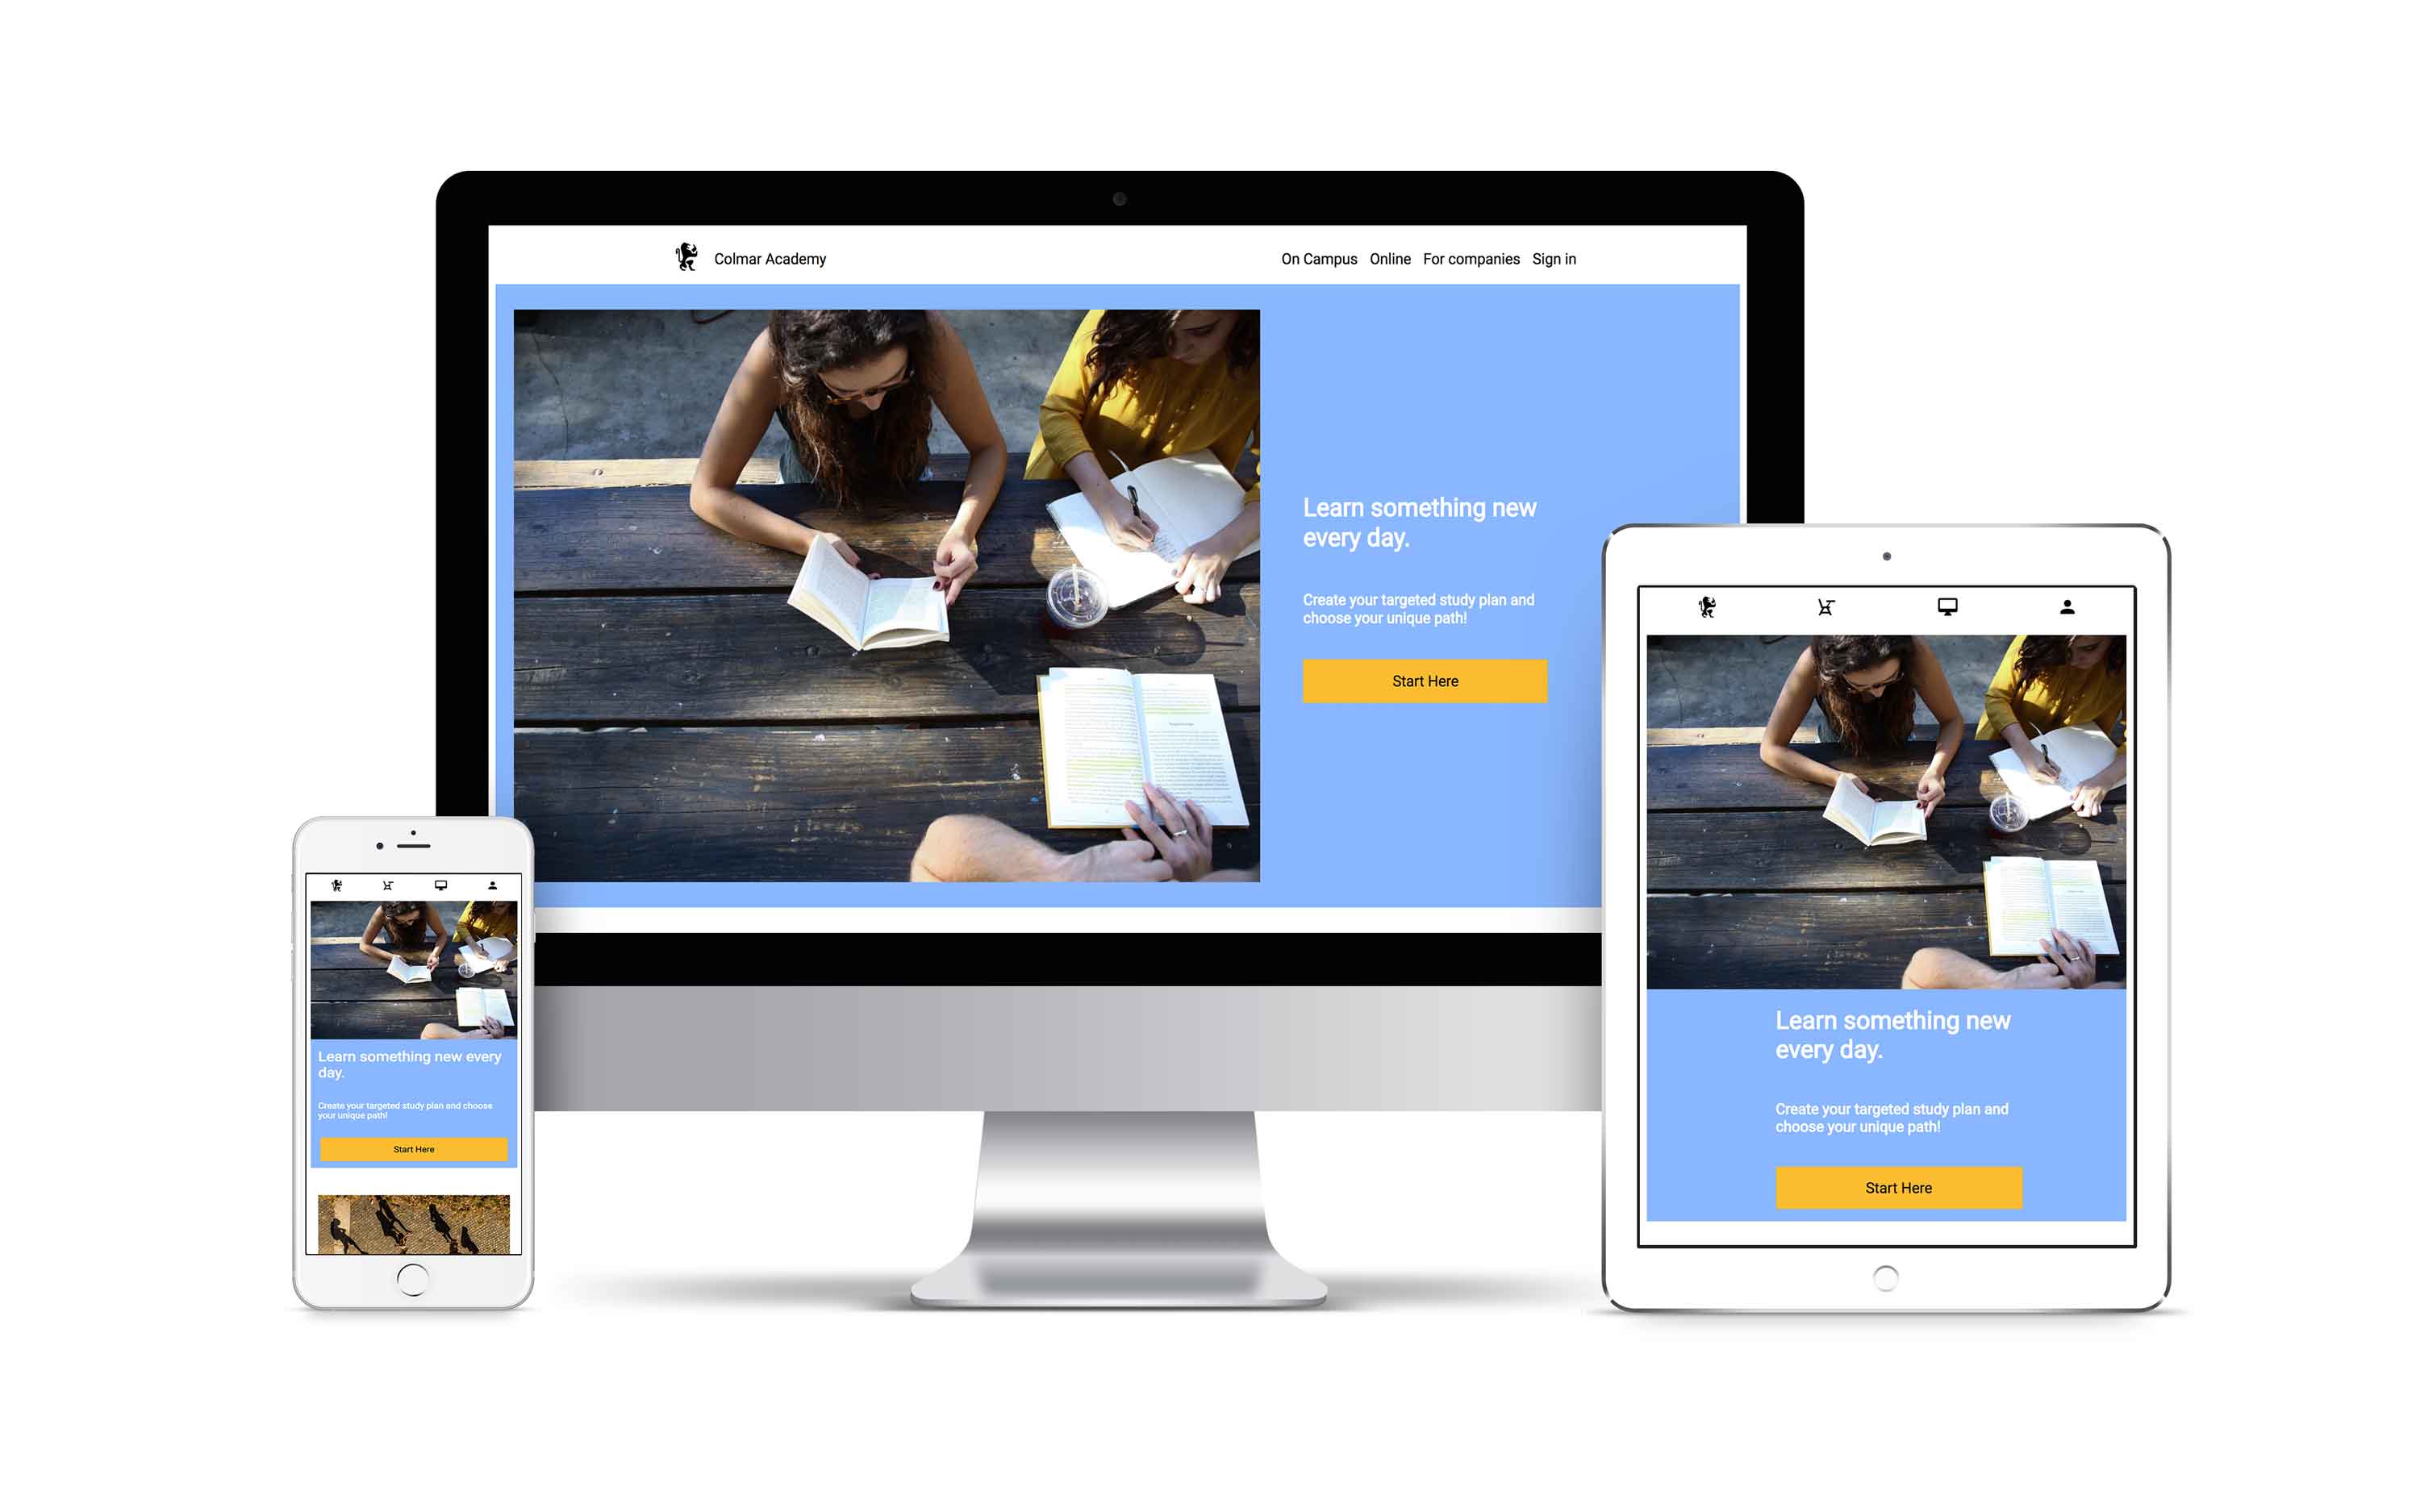 Colmar Academy
On Campus Online For companies Sign in
Learn something new
every day.
Create your targeted study plan and
choose your unique path!
Start Here
Learn something new every
day.
Create your targeted study plan and choose
your unique path!
Start Here
Learn something new
every day.
Create your targeted study plan and
choose your unique path!
Start Here